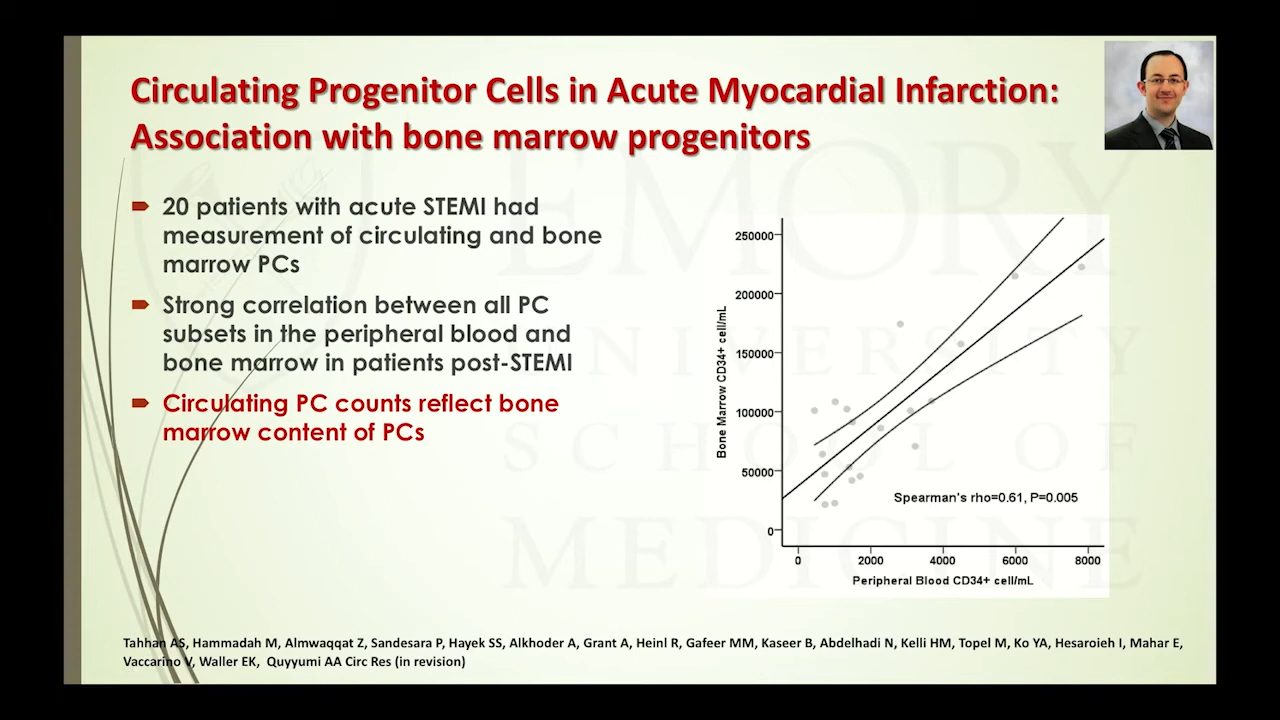 Circulating Progenitor Cells in Acute Myocardial Infarction:
Association with bone marrow progenitors
20 patients with acute STEMI had
measurement of circulating and bone
marrow PCs
Strong correlation between all PC
subsets in the peripheral blood and
bone marrow in patients post-STEMI
Circulating PC counts reflect bone
marrow content of PCs
EMORY
UNIVERSITY
SCHOOL OF
MEDICINE
Bone Marrow CD34+ cell/mL
250000
200000
150000
100000
50000
0
Spearman's rho=0.61, P=0.005
0 2000 4000 6000 8000
Peripheral Blood CD34+ cell/mL
Tahhan AS, Hammadah M, Almwaqqat Z, Sandesara P, Hayek SS, Alkhoder A, Grant A, Heinl R, Gafeer MM, Kaseer B, Abdelhadi N, Kelli HM, Topel M, Ko YA, Hesaroieh I, Mahar E,
Vaccarino V, Waller EK, Quyyumi AA Circ Res (in revision)